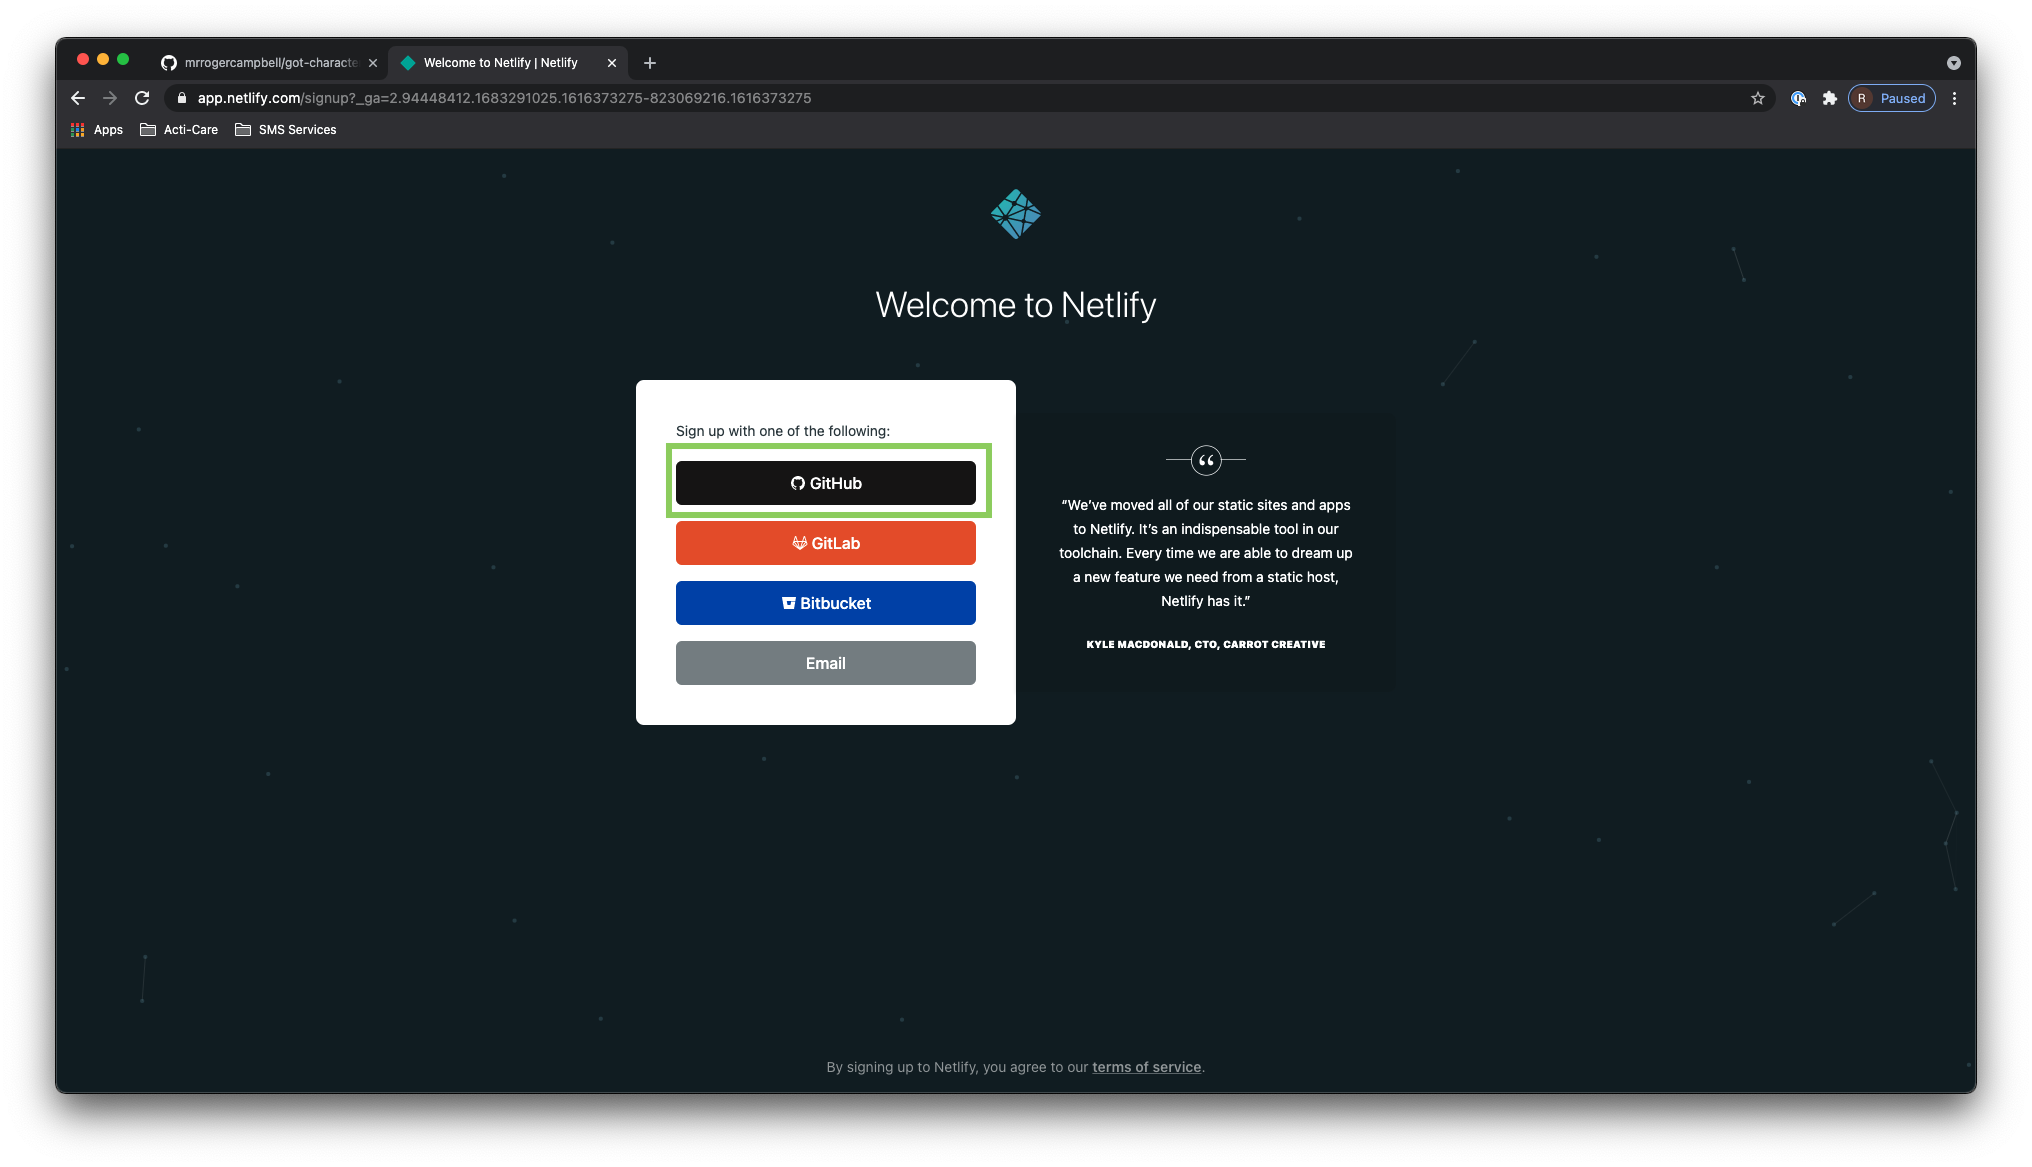 mrrogercampbell/got-characte
Welcome to Netlify | Netlify
app.netlify.com/signup?_ga=2.94448412.1683291025.1616373275-823069216.1616373275
R Paused
Apps
Acti-Care
SMS Services
Welcome to Netlify
Sign up with one of the following:
GitHub
GitLab
Bitbucket
Email
“We’ve moved all of our static sites and apps
to Netlify. It’s an indispensable tool in our
toolchain. Every time we are able to dream up
a new feature we need from a static host,
Netlify has it.”
KYLE MACDONALD, CTO, CARROT CREATIVE
By signing up to Netlify, you agree to our terms of service.